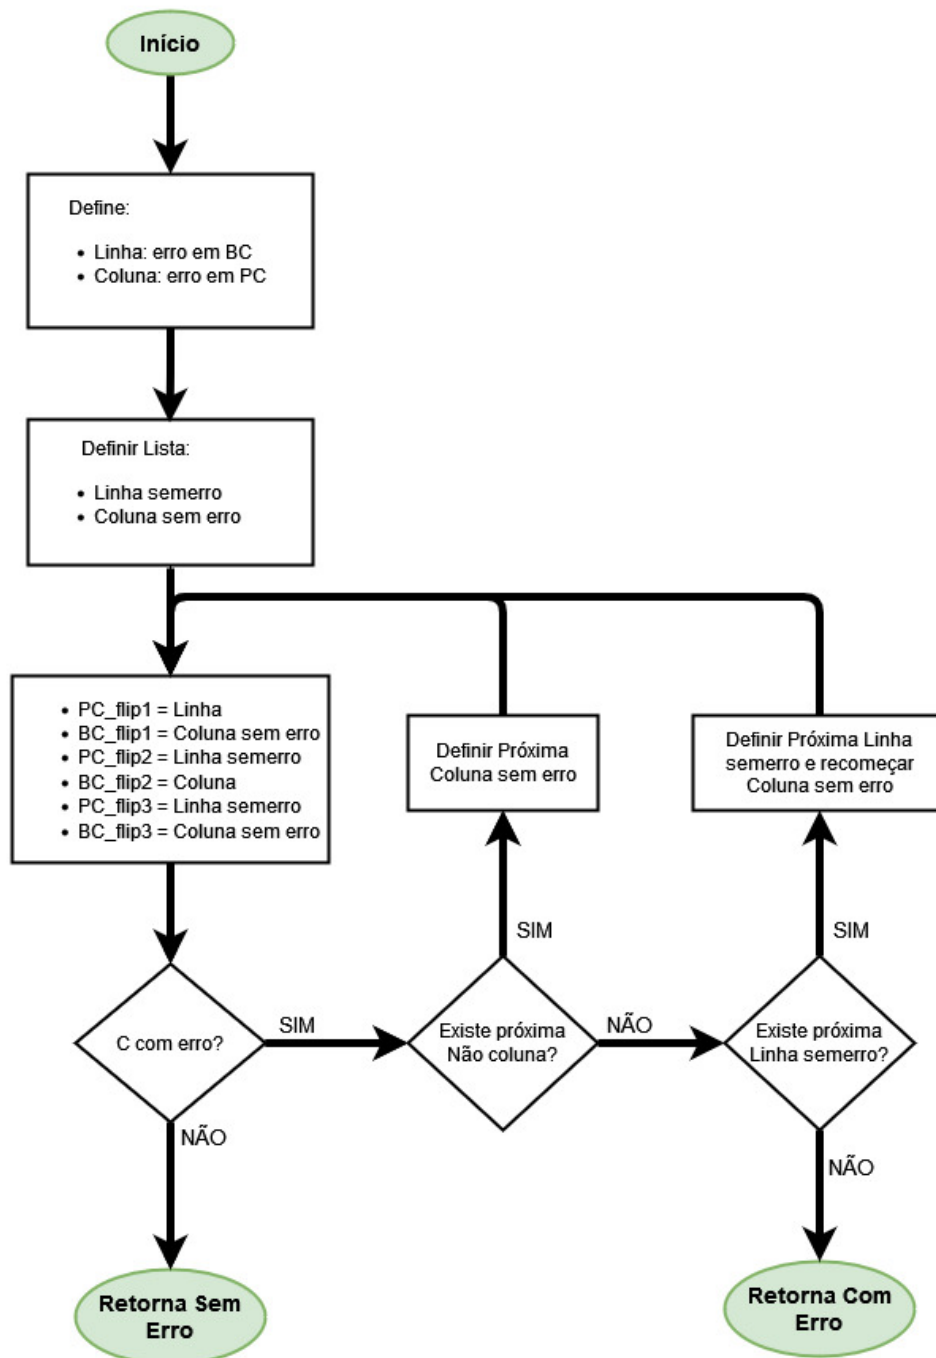 Início
Define:
• Linha: erro em BC
• Coluna: erro em PC
Definir Lista:
• Linha semerro
• Coluna sem erro
• PC_flip1 = Linha
• BC_flip1 = Coluna sem erro
• PC_flip2 = Linha semerro
• BC_flip2 = Coluna
• PC_flip3 = Linha semerro
• BC_flip3 = Coluna sem erro
Definir Próxima
Coluna sem erro
Definir Próxima Linha
semerro e recomeçar
Coluna sem erro
SIM
SIM
C com erro?
SIM
Existe próxima
Não coluna?
NÃO
Existe próxima
Linha semerro?
NÃO
NÃO
Retorna Sem
Erro
Retorna Com
Erro